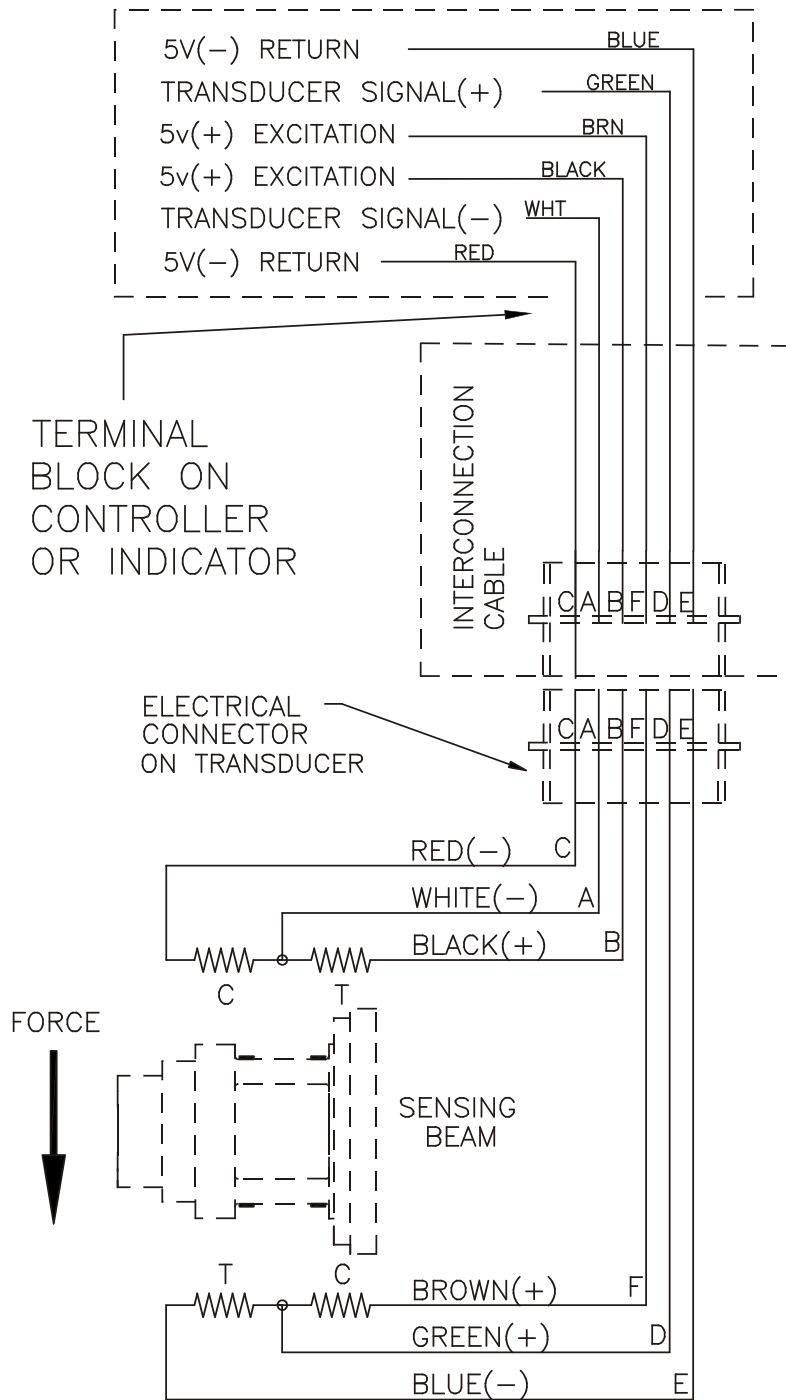 5V(−) RETURN BLUE
TRANSDUCER SIGNAL(+) GREEN
5v(+) EXCITATION BRN
5v(+) EXCITATION BLACK
TRANSDUCER SIGNAL(−) WHT
5V(−) RETURN RED
TERMINAL
BLOCK ON
CONTROLLER
OR INDICATOR
INTERCONNECTION
CABLE
C A B F D E
ELECTRICAL
CONNECTOR
ON TRANSDUCER
C A B F D E
RED(−) C
WHITE(−) A
BLACK(+) B
C T
FORCE
SENSING
BEAM
T C
BROWN(+) F
GREEN(+) D
BLUE(−) E